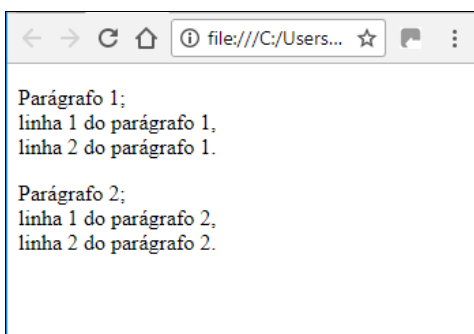 file:///C:/Users...
Parágrafo 1;
linha 1 do parágrafo 1,
linha 2 do parágrafo 1.
Parágrafo 2;
linha 1 do parágrafo 2,
linha 2 do parágrafo 2.